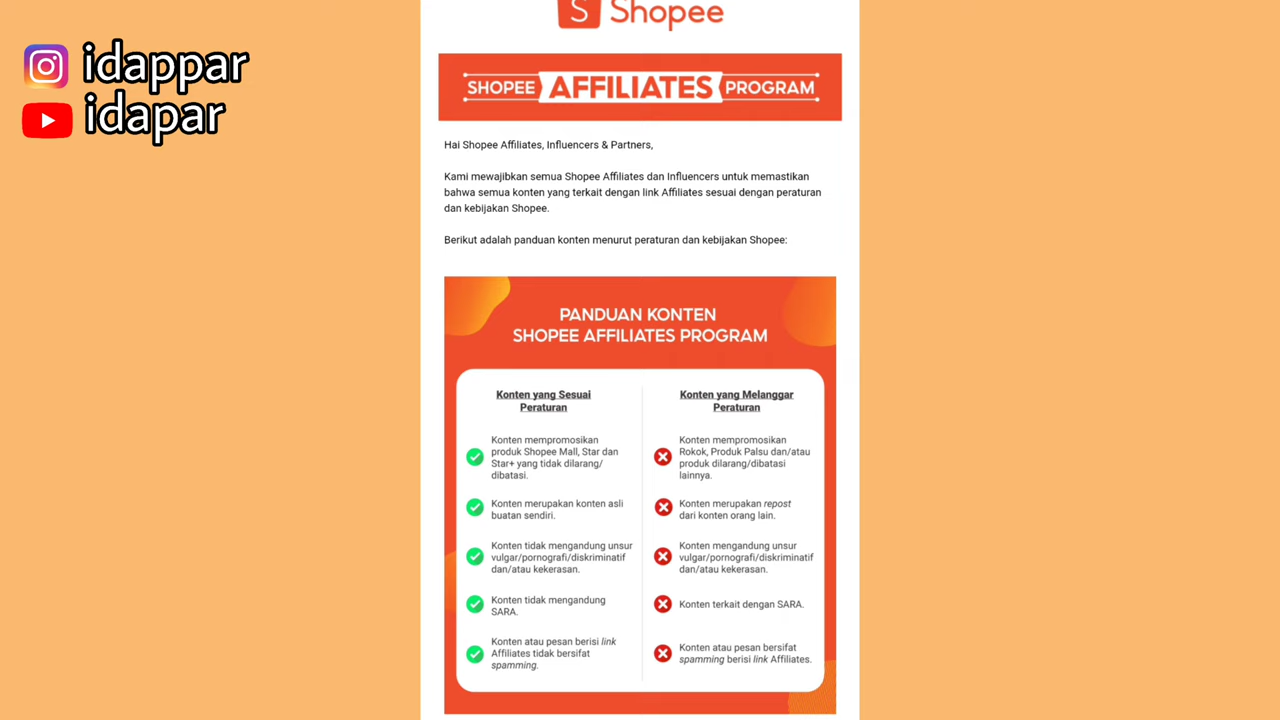 idappar
idapar
Shopee
SHOPEE AFFILIATES PROGRAM
Hai Shopee Affiliates, Influencers & Partners,
Kami mewajibkan semua Shopee Affiliates dan Influencers untuk memastikan
bahwa semua konten yang terkait dengan link Affiliates sesuai dengan peraturan
dan kebijakan Shopee.
Berikut adalah panduan konten menurut peraturan dan kebijakan Shopee:
PANDUAN KONTEN
SHOPEE AFFILIATES PROGRAM
Konten yang Sesuai
Peraturan
Konten mempromosikan
produk Shopee Mall, Star dan
Star+ yang tidak dilarang/
dibatasi.
Konten merupakan konten asli
buatan sendiri.
Konten tidak mengandung unsur
vulgar/pornografi/diskriminatif
dan/atau kekerasan.
Konten tidak mengandung
SARA.
Konten atau pesan berisi link
Affiliates tidak bersifat
spamming.
Konten yang Melanggar
Peraturan
Konten mempromosikan
Rokok, Produk Palsu dan/atau
produk dilarang/dibatasi
lainnya.
Konten merupakan repost
dari konten orang lain.
Konten mengandung unsur
vulgar/pornografi/diskriminatif
dan/atau kekerasan.
Konten terkait dengan SARA.
Konten atau pesan bersifat
spamming berisi link Affiliates.